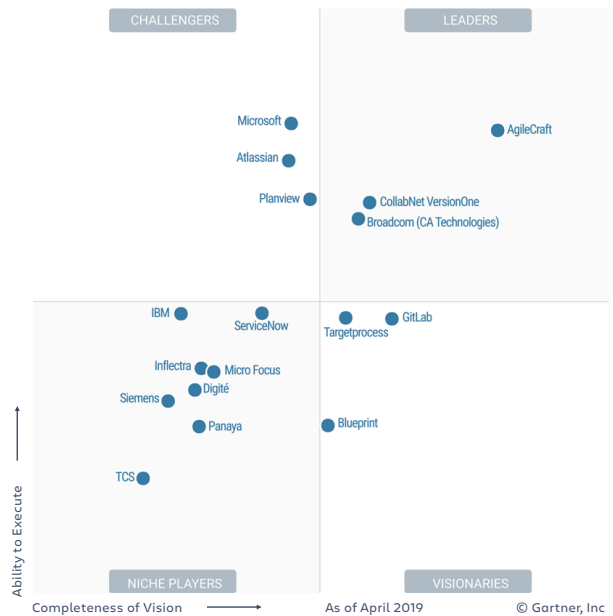 CHALLENGERS
LEADERS
Microsoft
AgileCraft
Atlassian
Planview
CollabNet VersionOne
Broadcom (CA Technologies)
IBM
ServiceNow
Targetprocess
GitLab
Inflectra
Micro Focus
Digité
Siemens
Panaya
Blueprint
TCS
Ability to Execute
NICHE PLAYERS
VISIONARIES
Completeness of Vision
As of April 2019
© Gartner, Inc